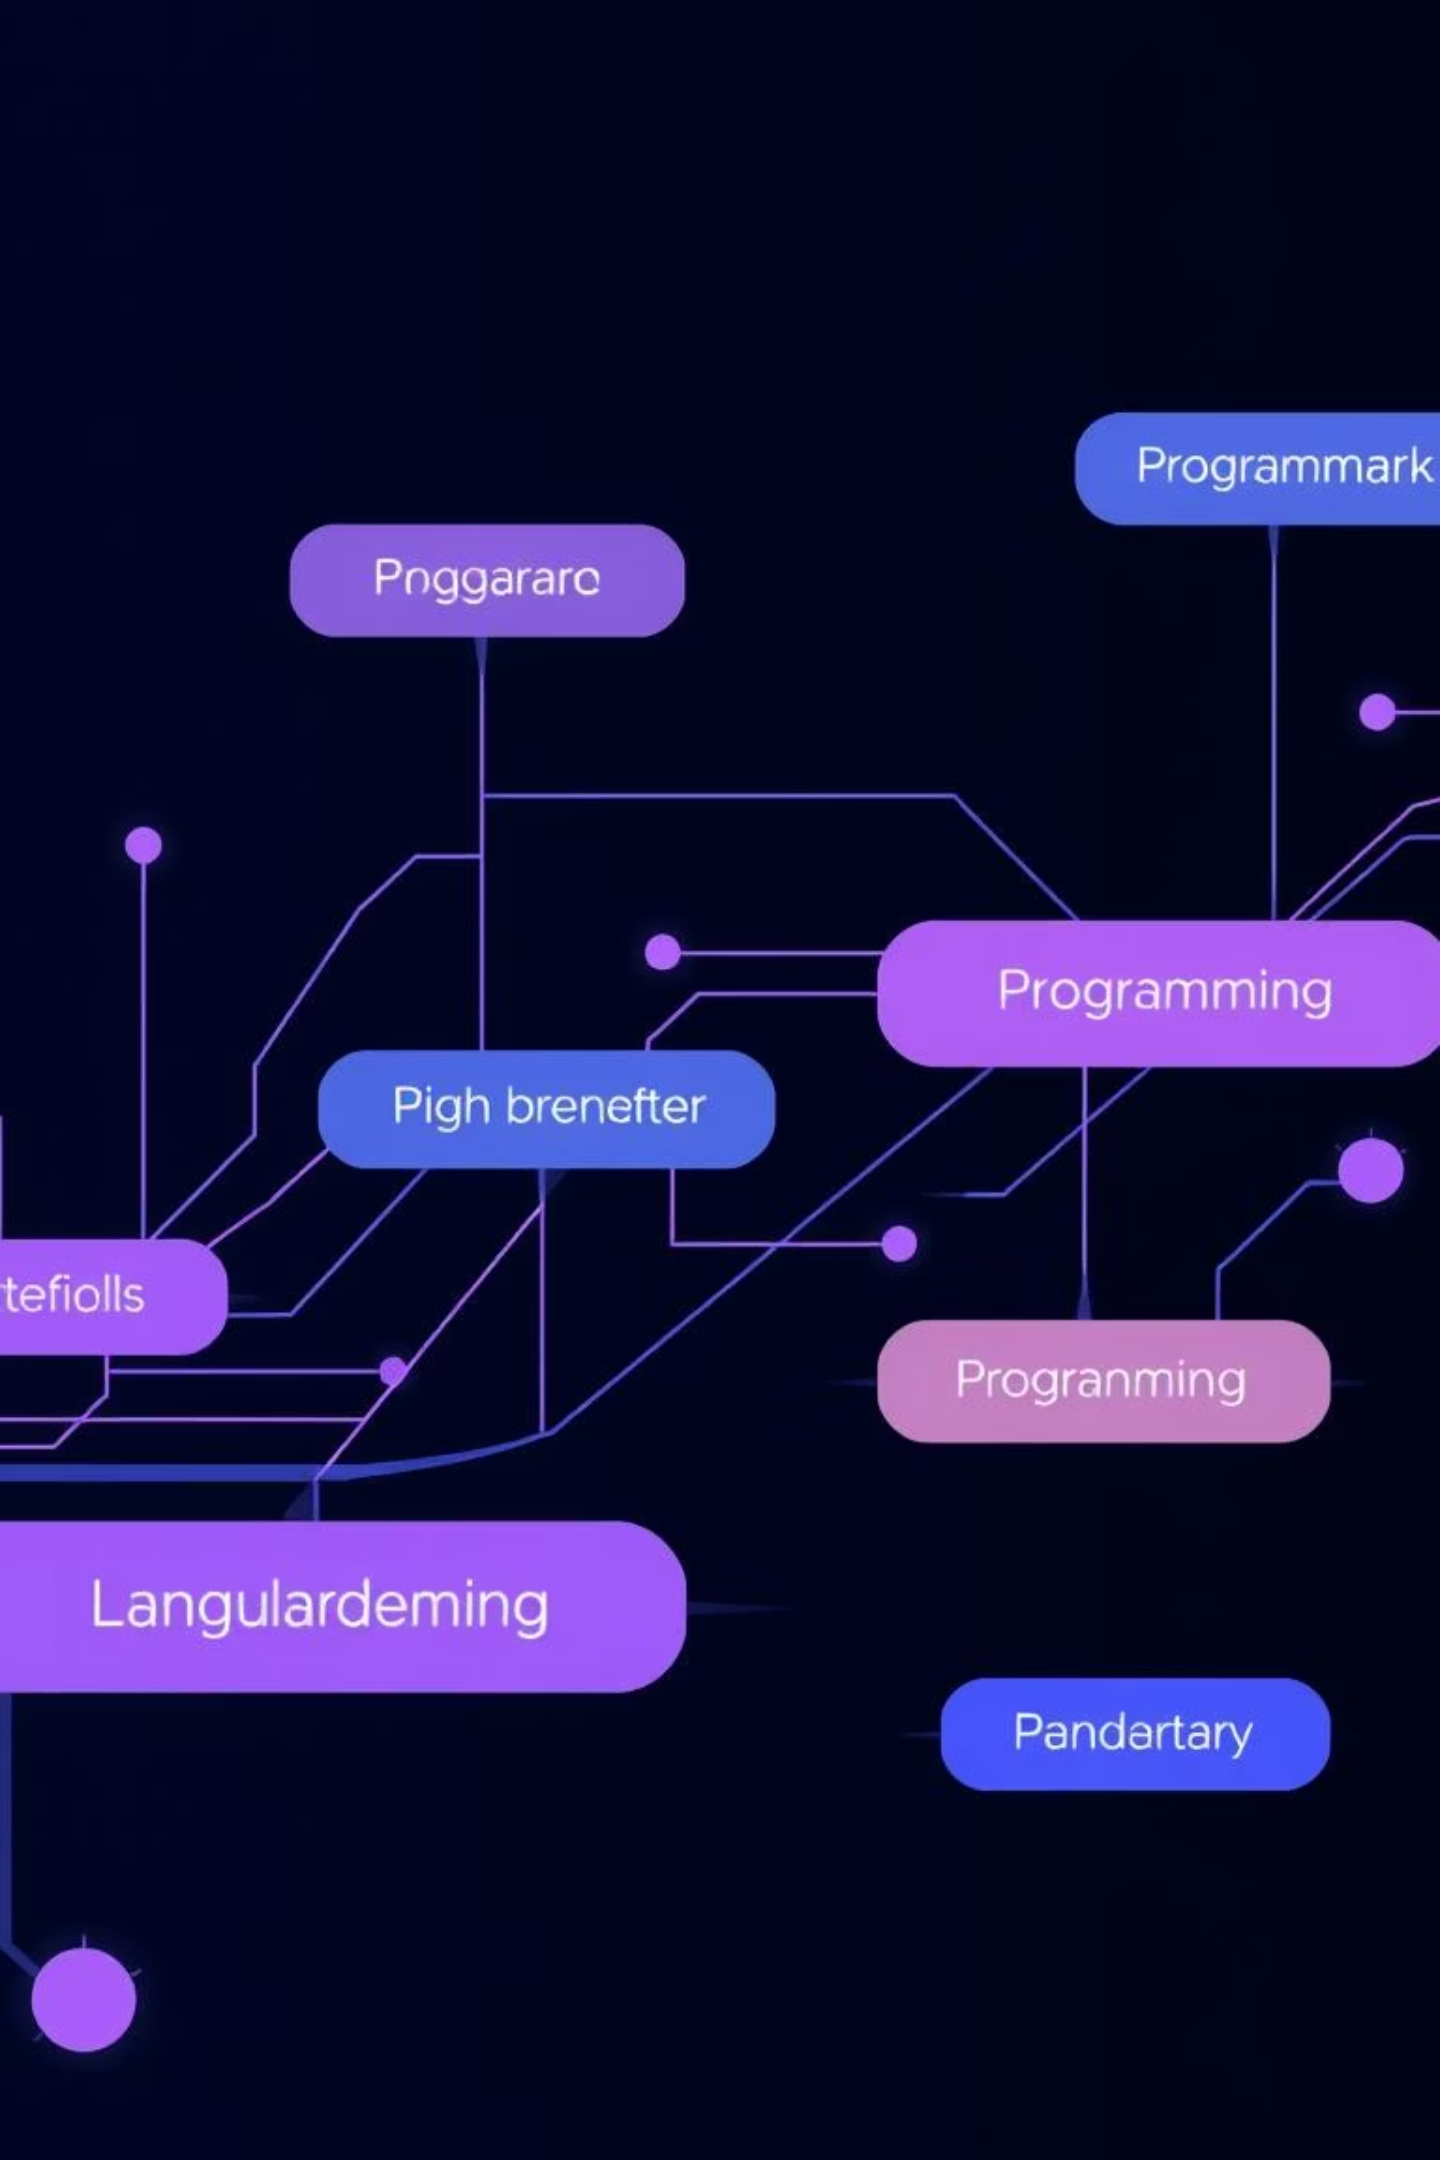 Programmark
Pnggararo
Programming
Pigh brenefter
tefiolls
Progranming
Langulardeming
Pandartary